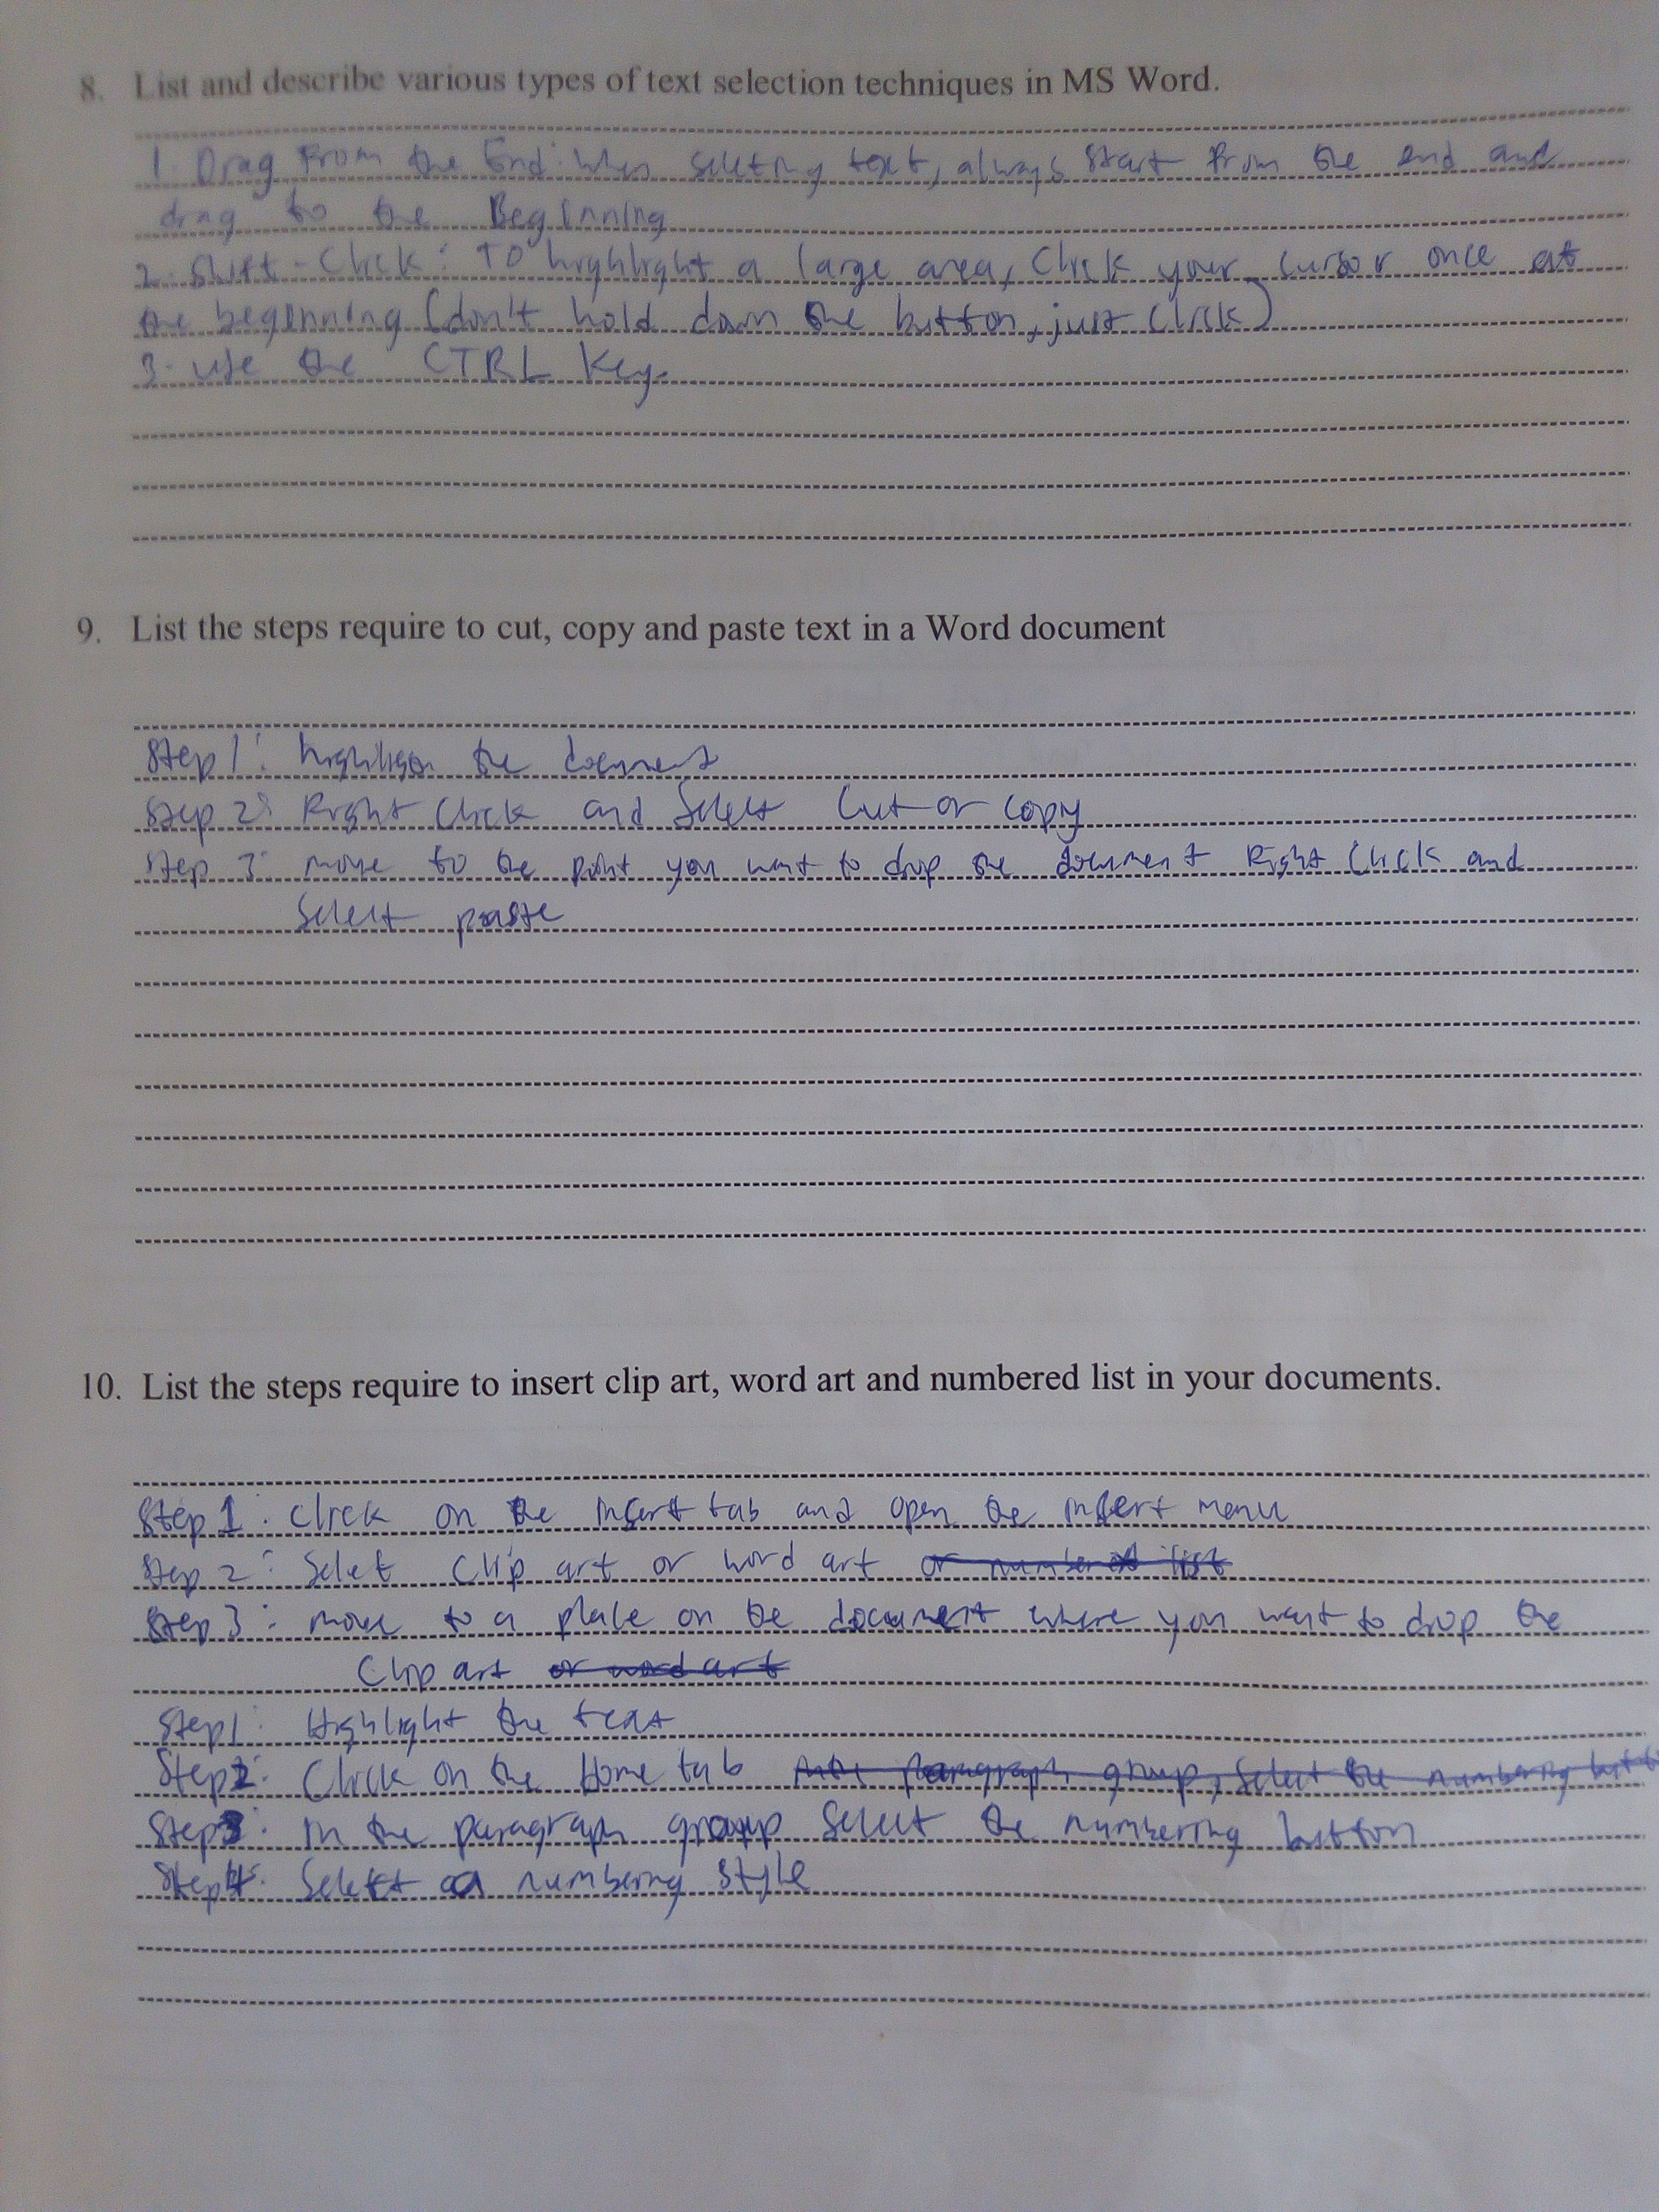 8. List and describe various types of text selection techniques in MS Word.
1. Drag From the End: When seleting text, always start from the end and
drag to the Beginning
2. Shift-Click: TO highlight a large area, Click your cursor once at
the beginning (don't hold down the button, just Click)
3. use the CTRL Key.
9. List the steps require to cut, copy and paste text in a Word document
Step 1: the document
Step 2: Right Click and Select Cut or copy
Step 3: move to the point you want to drop the document Right Click and
Select paste
10. List the steps require to insert clip art, word art and numbered list in your documents.
Step 1: Click on the Insert tab and open the insert menu
Step 2: Selet Clip art or word art or numbered list
Step 3: move to a place on the document where you want to drop the
Clip art or word art
Step 1: Highlight the text
Step 2: Click on the Home tab paragraph group, Select the numbering
Step 3: In the paragraph group Select the numbering button
Step 4: Select a numbering style